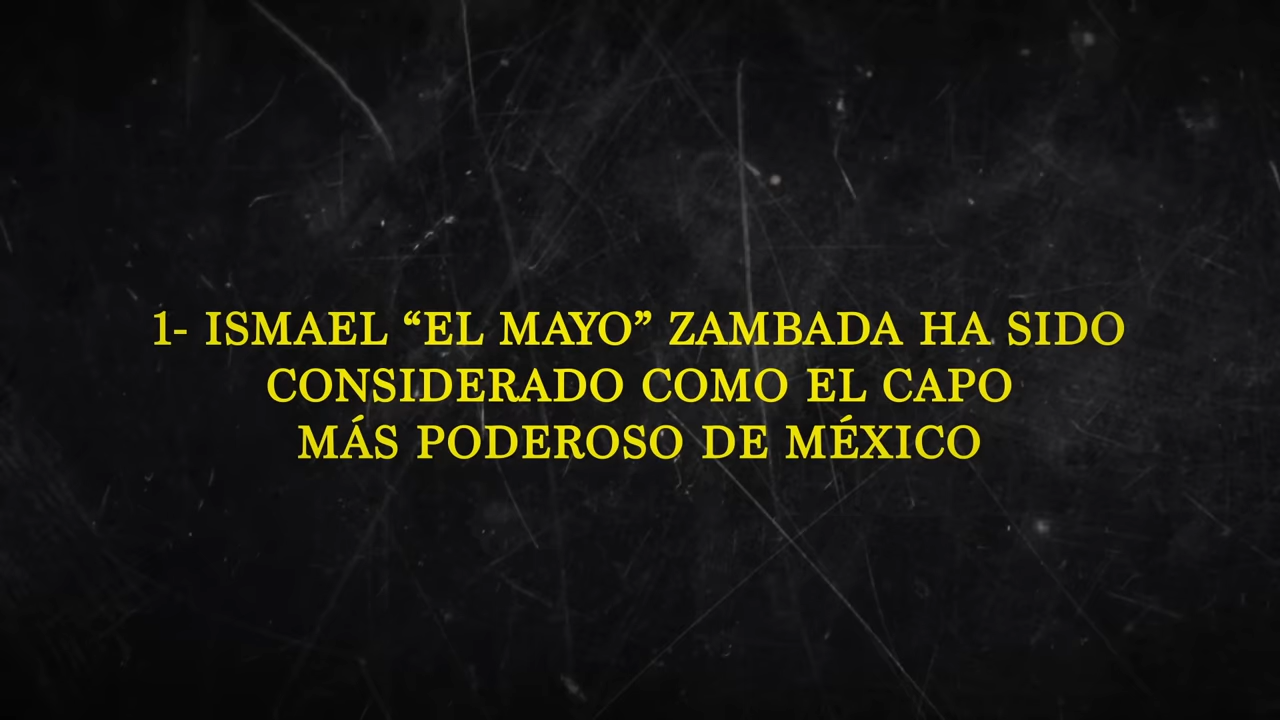 1- ISMAEL “EL MAYO” ZAMBADA HA SIDO
CONSIDERADO COMO EL CAPO
MÁS PODEROSO DE MÉXICO